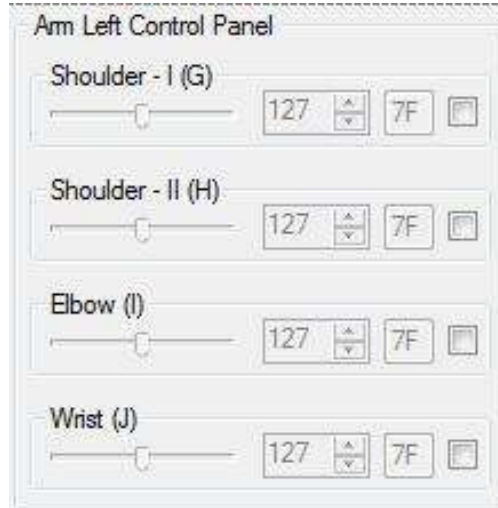 Arm Left Control Panel
Shoulder - I (G)
127 7F
Shoulder - II (H)
127 7F
Elbow (I)
127 7F
Wrist (J)
127 7F